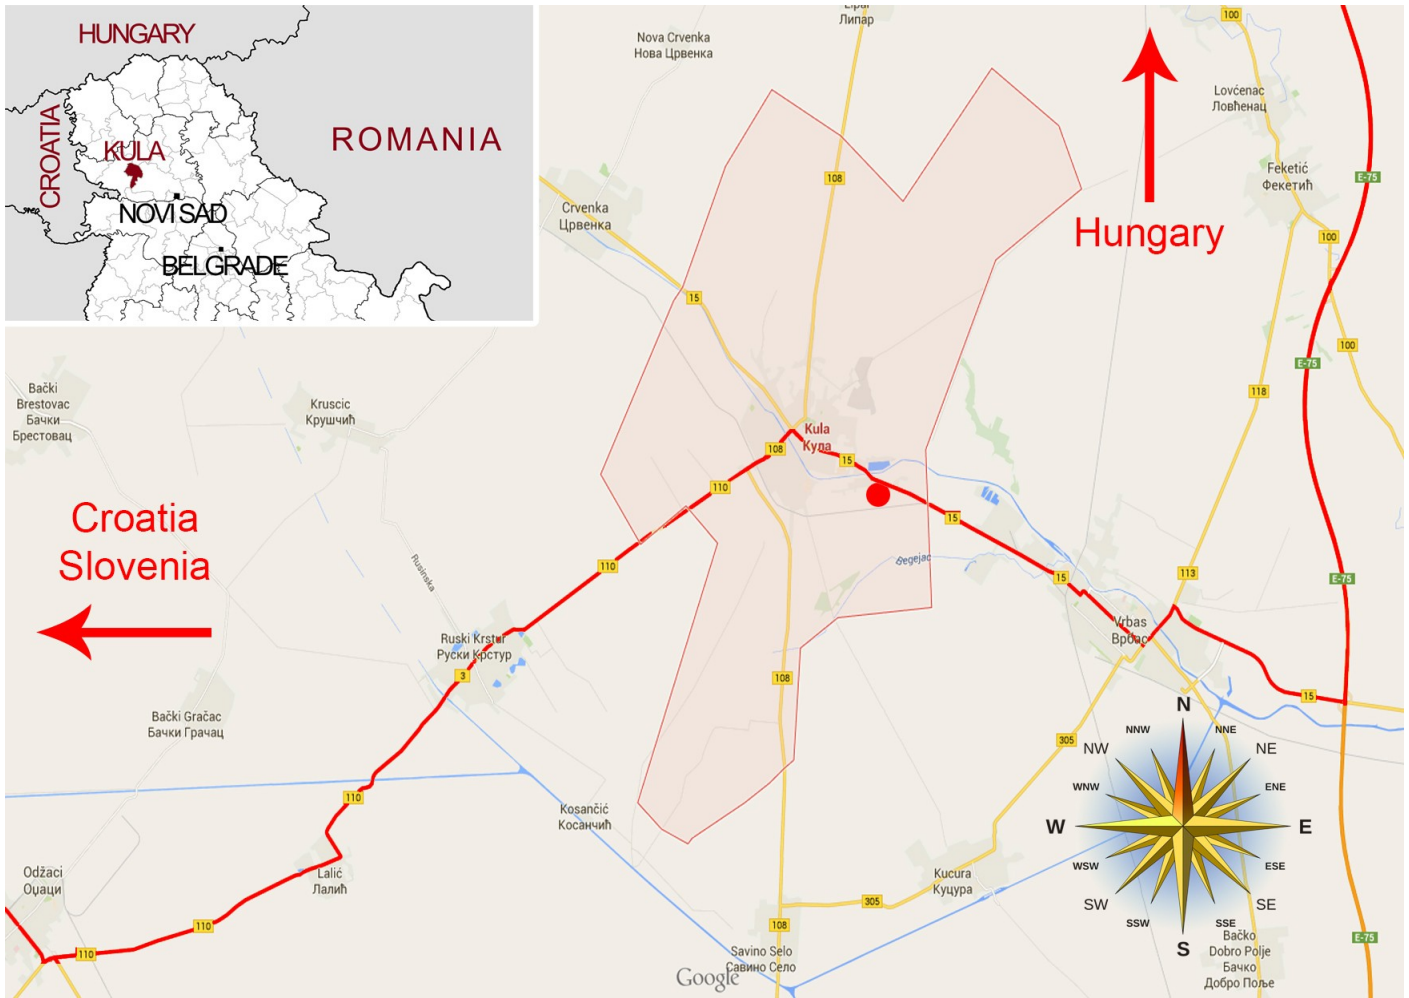 HUNGARY
CROATIA
ROMANIA
KULA
NOVI SAD
BELGRADE
Липар
Nova Crvenka
Нова Црвенка
100
Lovćenac
Ловћенац
108
E-75
Feketić
Фекетић
Crvenka
Црвенка
Hungary
100
15
100
E-75
118
Bački
Brestovac
Бачки
Брестовац
Kruscic
Крушчић
Kula
Кула
108
15
110
15
Croatia
Slovenia
Rusinska
Begejac
110
15
113
E-75
Vrbas
Врбас
Ruski Krstur
Руски Крстур
3
108
15
Bački Gračac
Бачки Грачац
305
110
Kosančić
Косанчић
N
NNW
NNE
NW
NE
WNW
ENE
W
E
WSW
ESE
SW
SE
SSW
SSE
S
Odžaci
Оџаци
Lalić
Лалић
Kucura
Куцура
305
110
108
110
E-75
Savino Selo
Савино Село
Google
Bačko
Dobro Polje
Бачко
Добро Поље